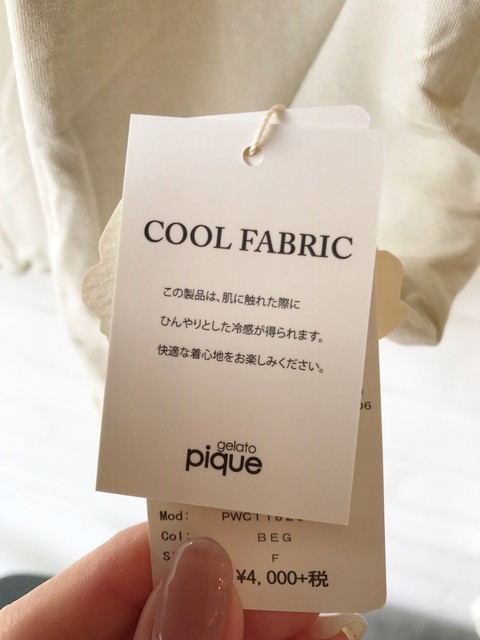 COOL FABRIC
この製品は、肌に触れた際に
ひんやりとした冷感が得られます。
快適な着心地をお楽しみください。
gelato
pique
06
Mod:
Col: BEG
F
¥4,000+税